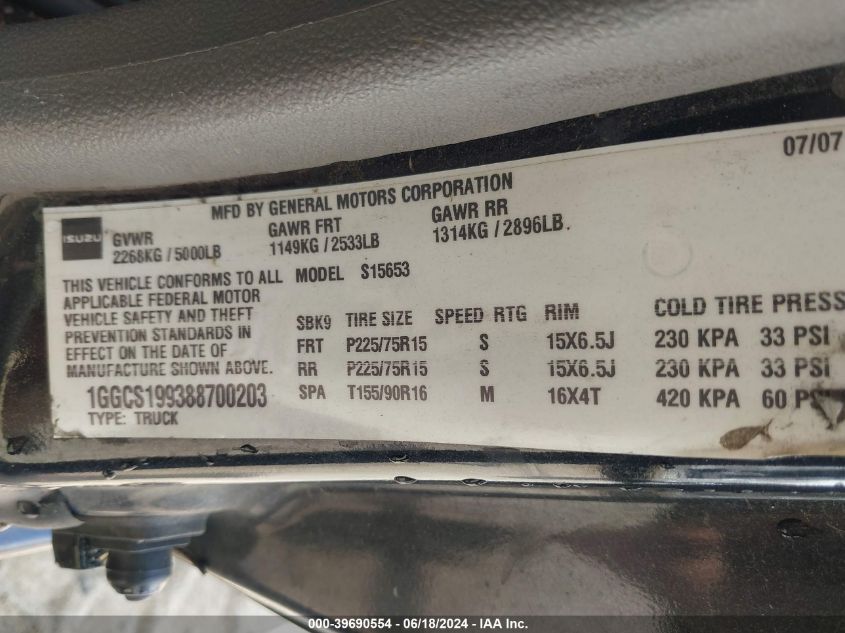 07/07
MFD BY GENERAL MOTORS CORPORATION
ISUZU
GVWR GAWR FRT GAWR RR
2268KG / 5000LB 1149KG / 2533LB 1314KG / 2896LB
THIS VEHICLE CONFORMS TO ALL MODEL S15653
APPLICABLE FEDERAL MOTOR
VEHICLE SAFETY AND THEFT
PREVENTION STANDARDS IN
EFFECT ON THE DATE OF
MANUFACTURE SHOWN ABOVE.
1GGCS199388700203
TYPE: TRUCK
SBK9 TIRE SIZE SPEED RTG RIM COLD TIRE PRESS
FRT P225/75R15 S 15X6.5J 230 KPA 33 PSI
RR P225/75R15 S 15X6.5J 230 KPA 33 PSI
SPA T155/90R16 M 16X4T 420 KPA 60
000-39690554 / 06/18/2024 - © IAA Inc.